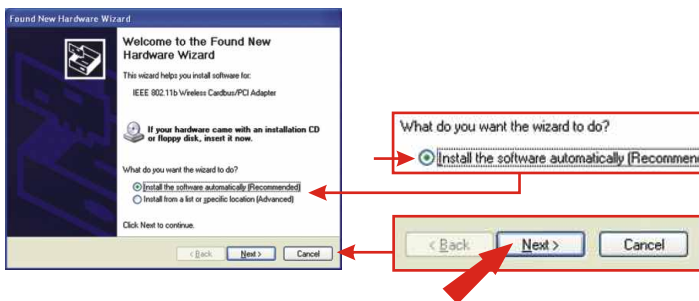 Found New Hardware Wizard
Welcome to the Found New
Hardware Wizard
This wizard helps you install software for:
IEEE 802.11b Wireless Cardbus/PCI Adapter
If your hardware came with an installation CD
or floppy disk, insert it now.
What do you want the wizard to do?
Install the software automatically (Recommended)
Install from a list or specific location (Advanced)
Click Next to continue.
< Back
Next >
Cancel
What do you want the wizard to do?
Install the software automatically (Recommen
< Back
Next >
Cancel